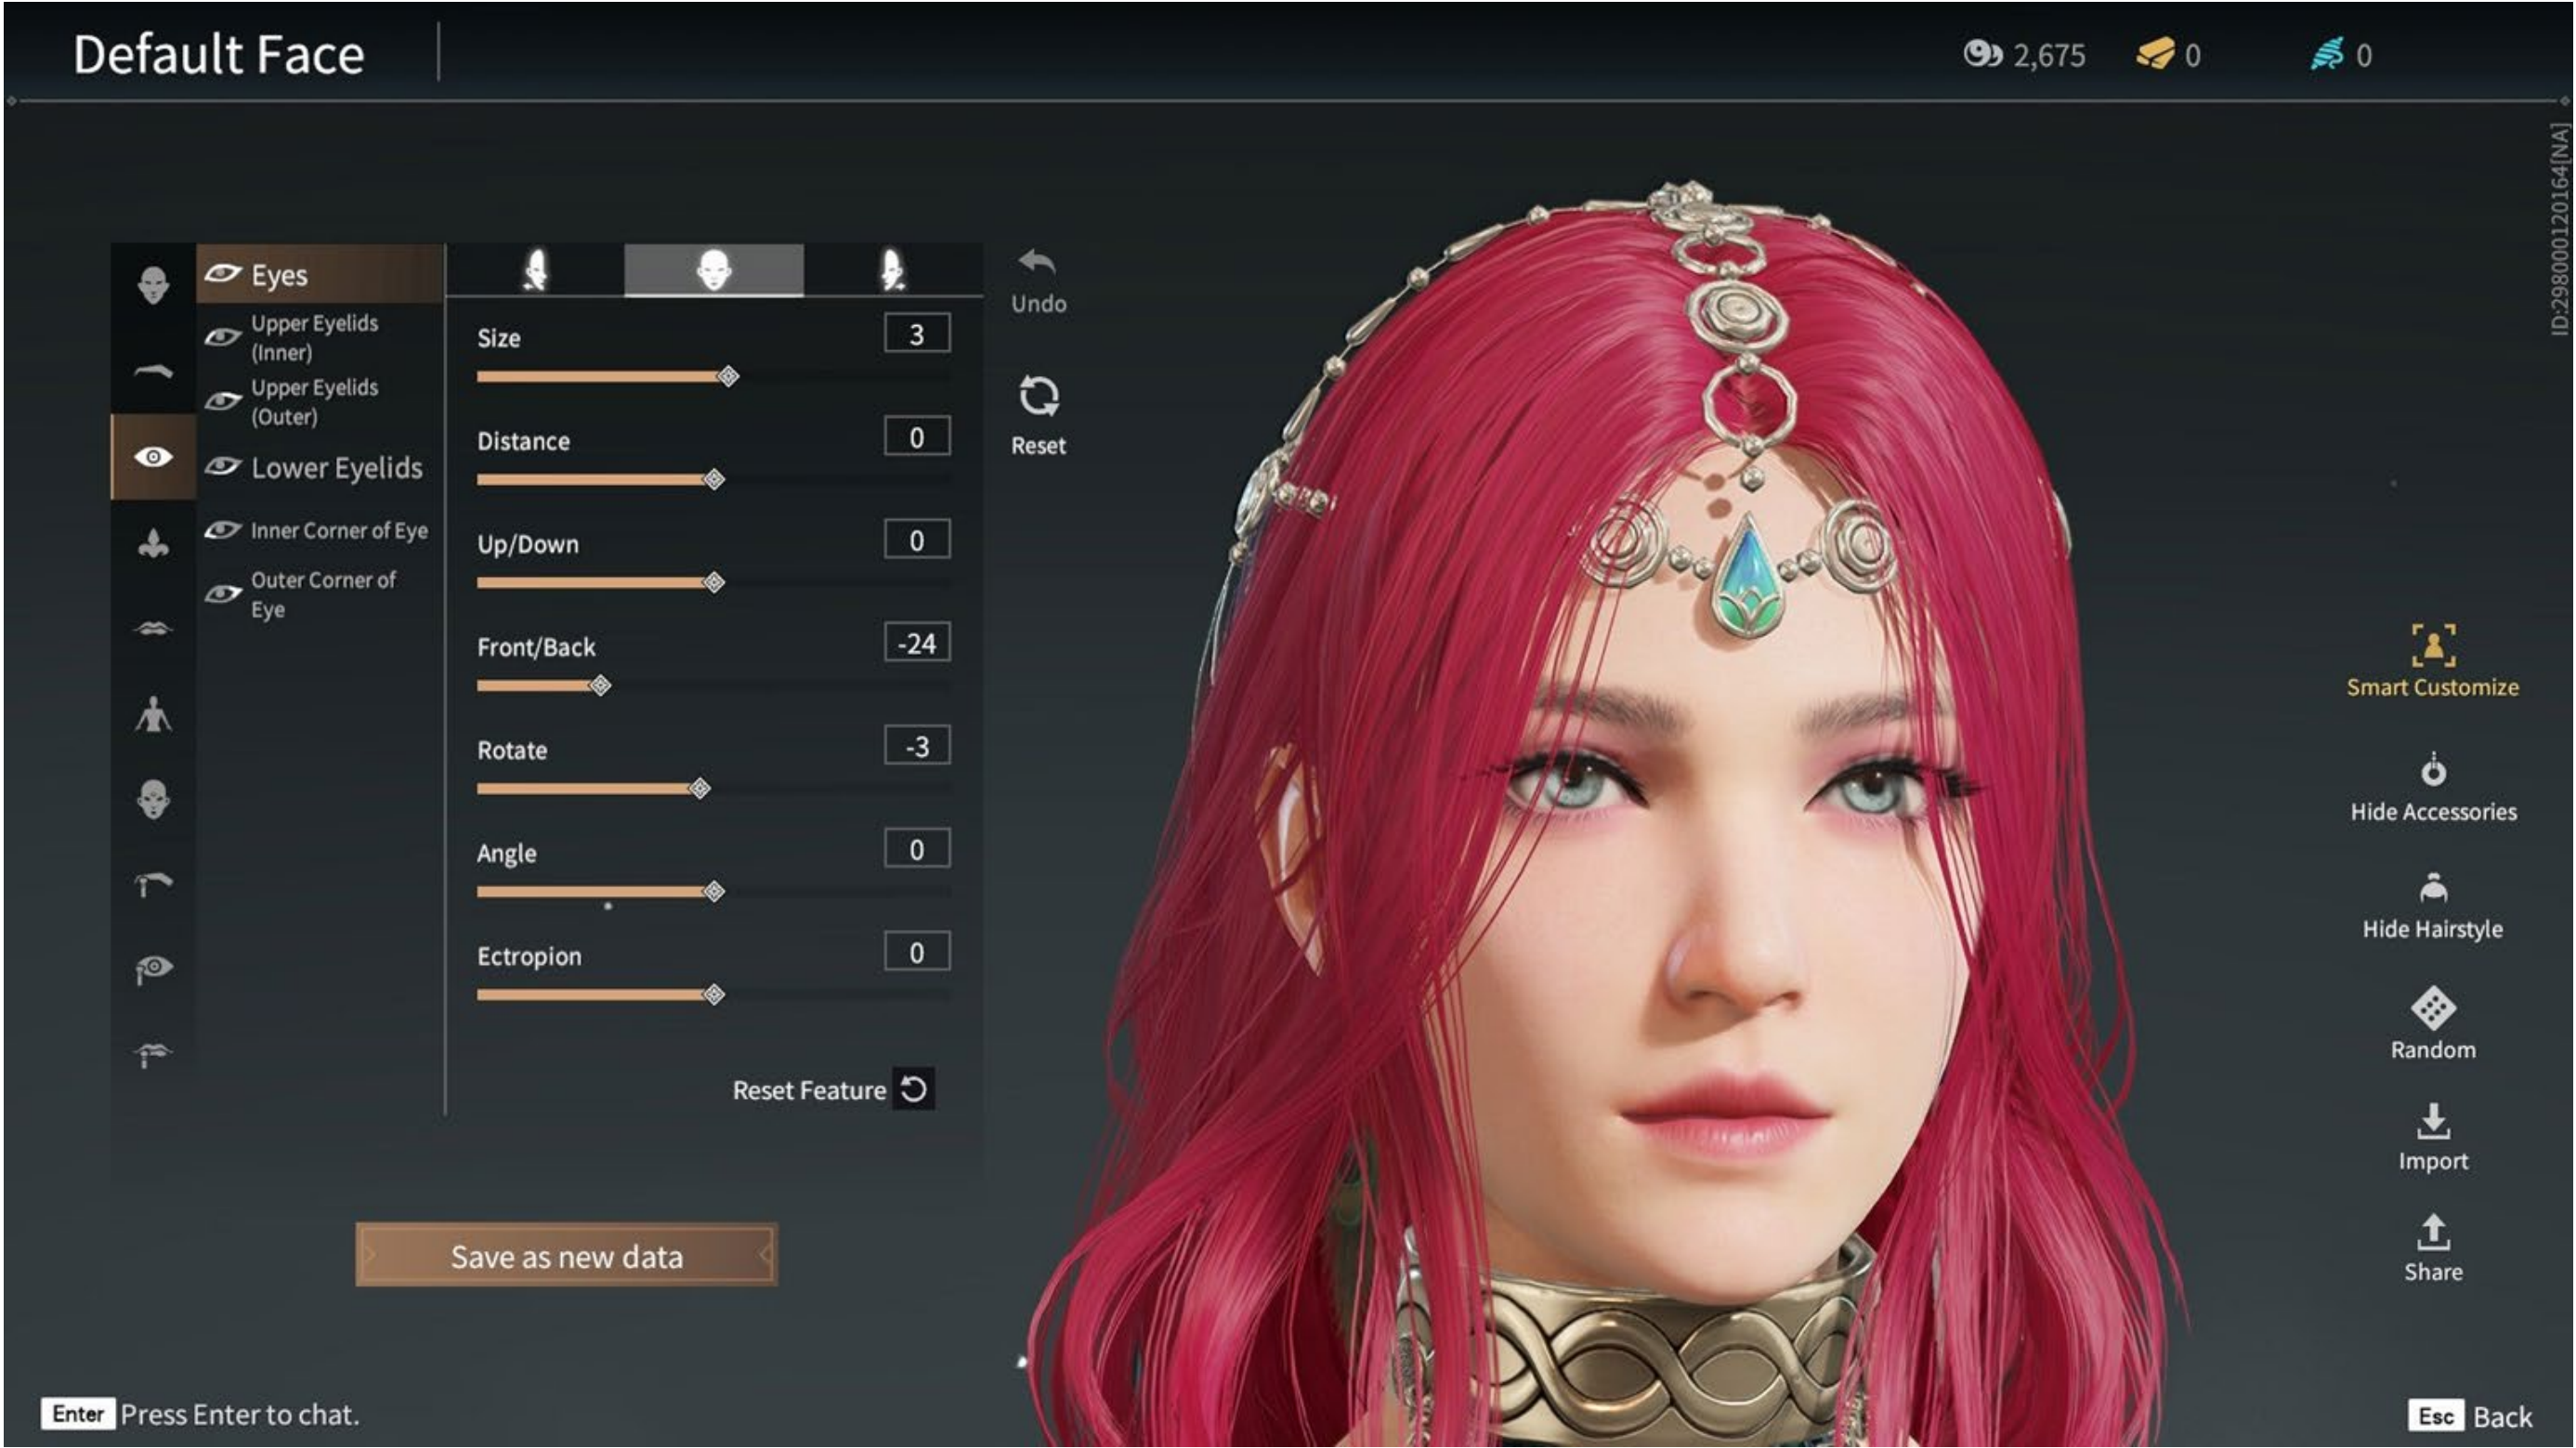 Default Face
2,675
0
0
ID:2980001120164[NA]
Eyes
Upper Eyelids
(Inner)
Upper Eyelids
(Outer)
Lower Eyelids
Inner Corner of Eye
Outer Corner of
Eye
Size
3
Distance
0
Up/Down
0
Front/Back
-24
Rotate
-3
Angle
0
Ectropion
0
Reset Feature
Undo
Reset
Save as new data
Smart Customize
Hide Accessories
Hide Hairstyle
Random
Import
Share
Enter Press Enter to chat.
Esc Back